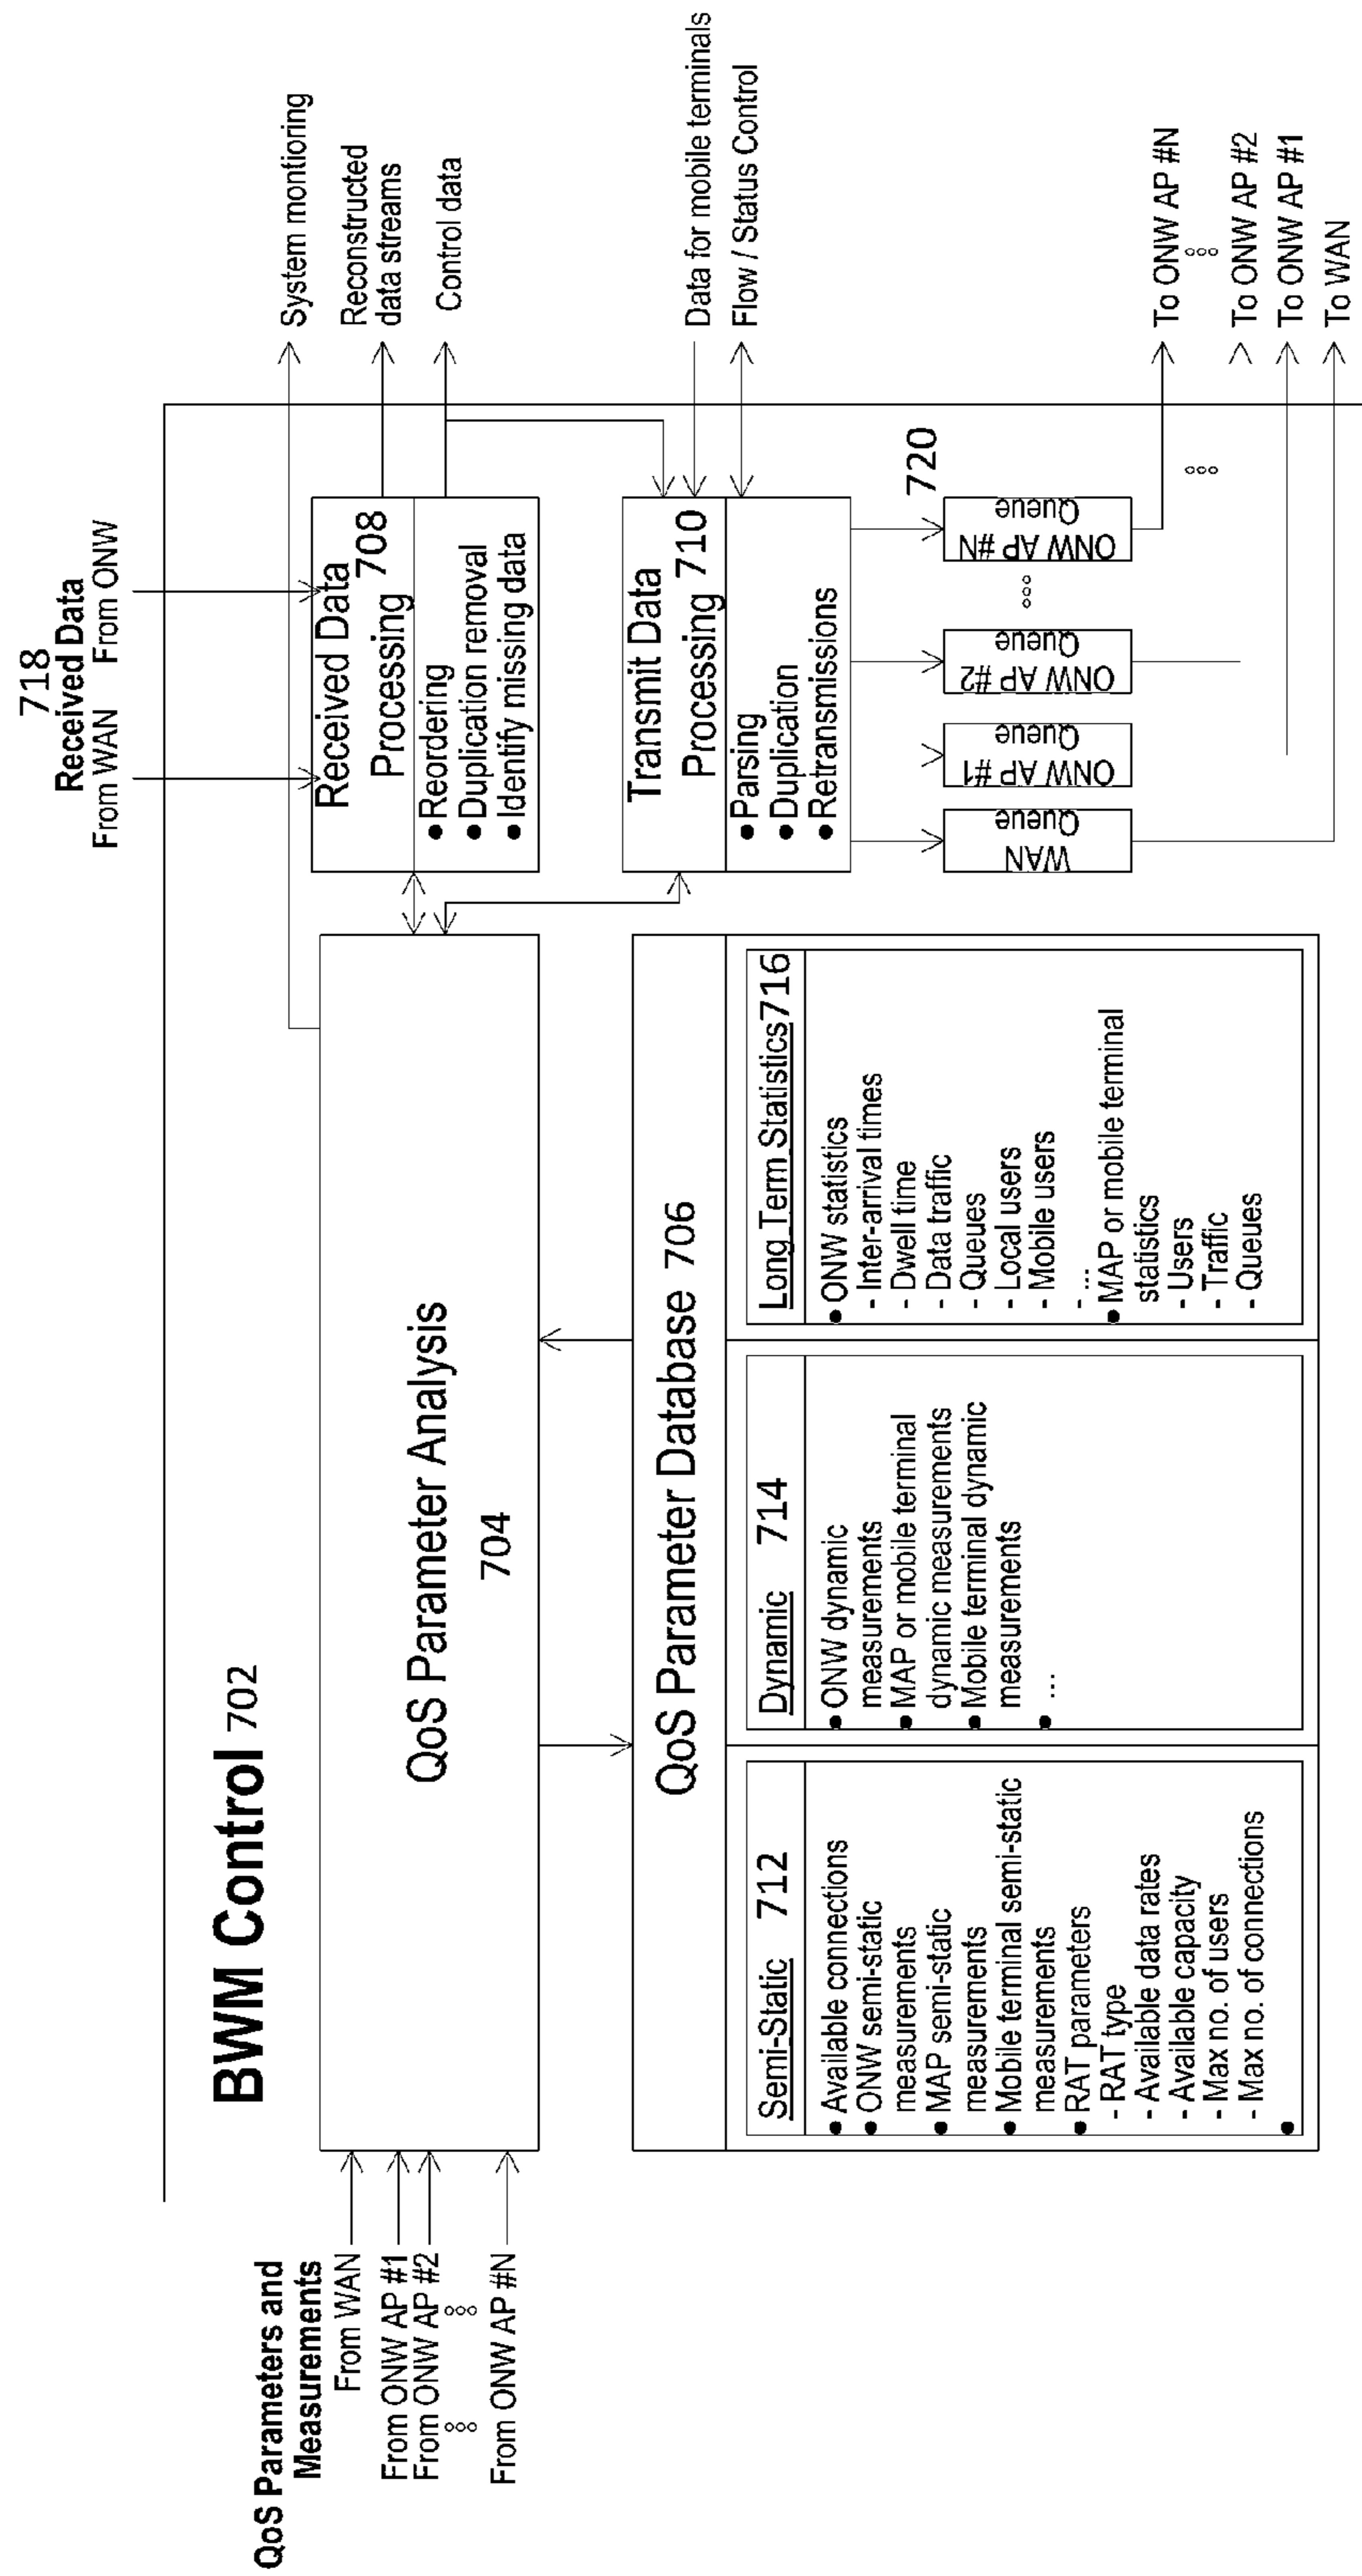 718
Received Data
From WAN From ONW
BWM Control 702
QoS Parameters and
Measurements
From WAN
From ONW AP #1
From ONW AP #2
From ONW AP #N
QoS Parameter Analysis
704
Received Data
Processing 708
● Reordering
● Duplication removal
● Identify missing data
System montioring
Reconstructed
data streams
Control data
QoS Parameter Database 706
Semi-Static 712
● Available connections
● ONW semi-static
measurements
● MAP semi-static
measurements
● Mobile terminal semi-static
measurements
● RAT parameters
- RAT type
- Available data rates
- Available capacity
- Max no. of users
- Max no. of connections
●
Dynamic 714
● ONW dynamic
measurements
● MAP or mobile terminal
dynamic measurements
● Mobile terminal dynamic
measurements
● ...
Long Term Statistics 716
● ONW statistics
- Inter-arrival times
- Dwell time
- Data traffic
- Queues
- Local users
- Mobile users
- ...
● MAP or mobile terminal
statistics
- Users
- Traffic
- Queues
Transmit Data
Processing 710
● Parsing
● Duplication
● Retransmissions
Data for mobile terminals
Flow / Status Control
720
WAN
Queue
ONW AP #1
Queue
ONW AP #2
Queue
ONW AP #N
Queue
To ONW AP #N
To ONW AP #2
To ONW AP #1
To WAN